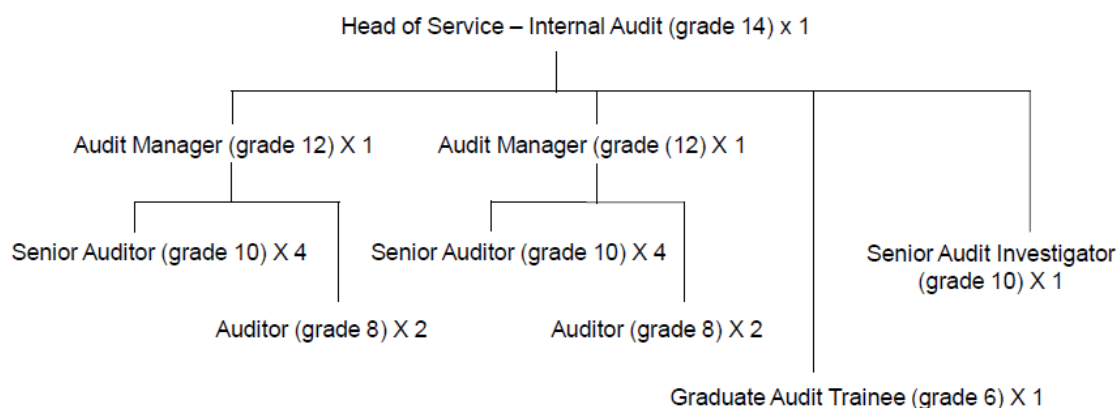 Head of Service – Internal Audit (grade 14) x 1
Audit Manager (grade 12) X 1
Audit Manager (grade (12) X 1
Senior Auditor (grade 10) X 4
Senior Auditor (grade 10) X 4
Senior Audit Investigator
(grade 10) X 1
Auditor (grade 8) X 2
Auditor (grade 8) X 2
Graduate Audit Trainee (grade 6) X 1